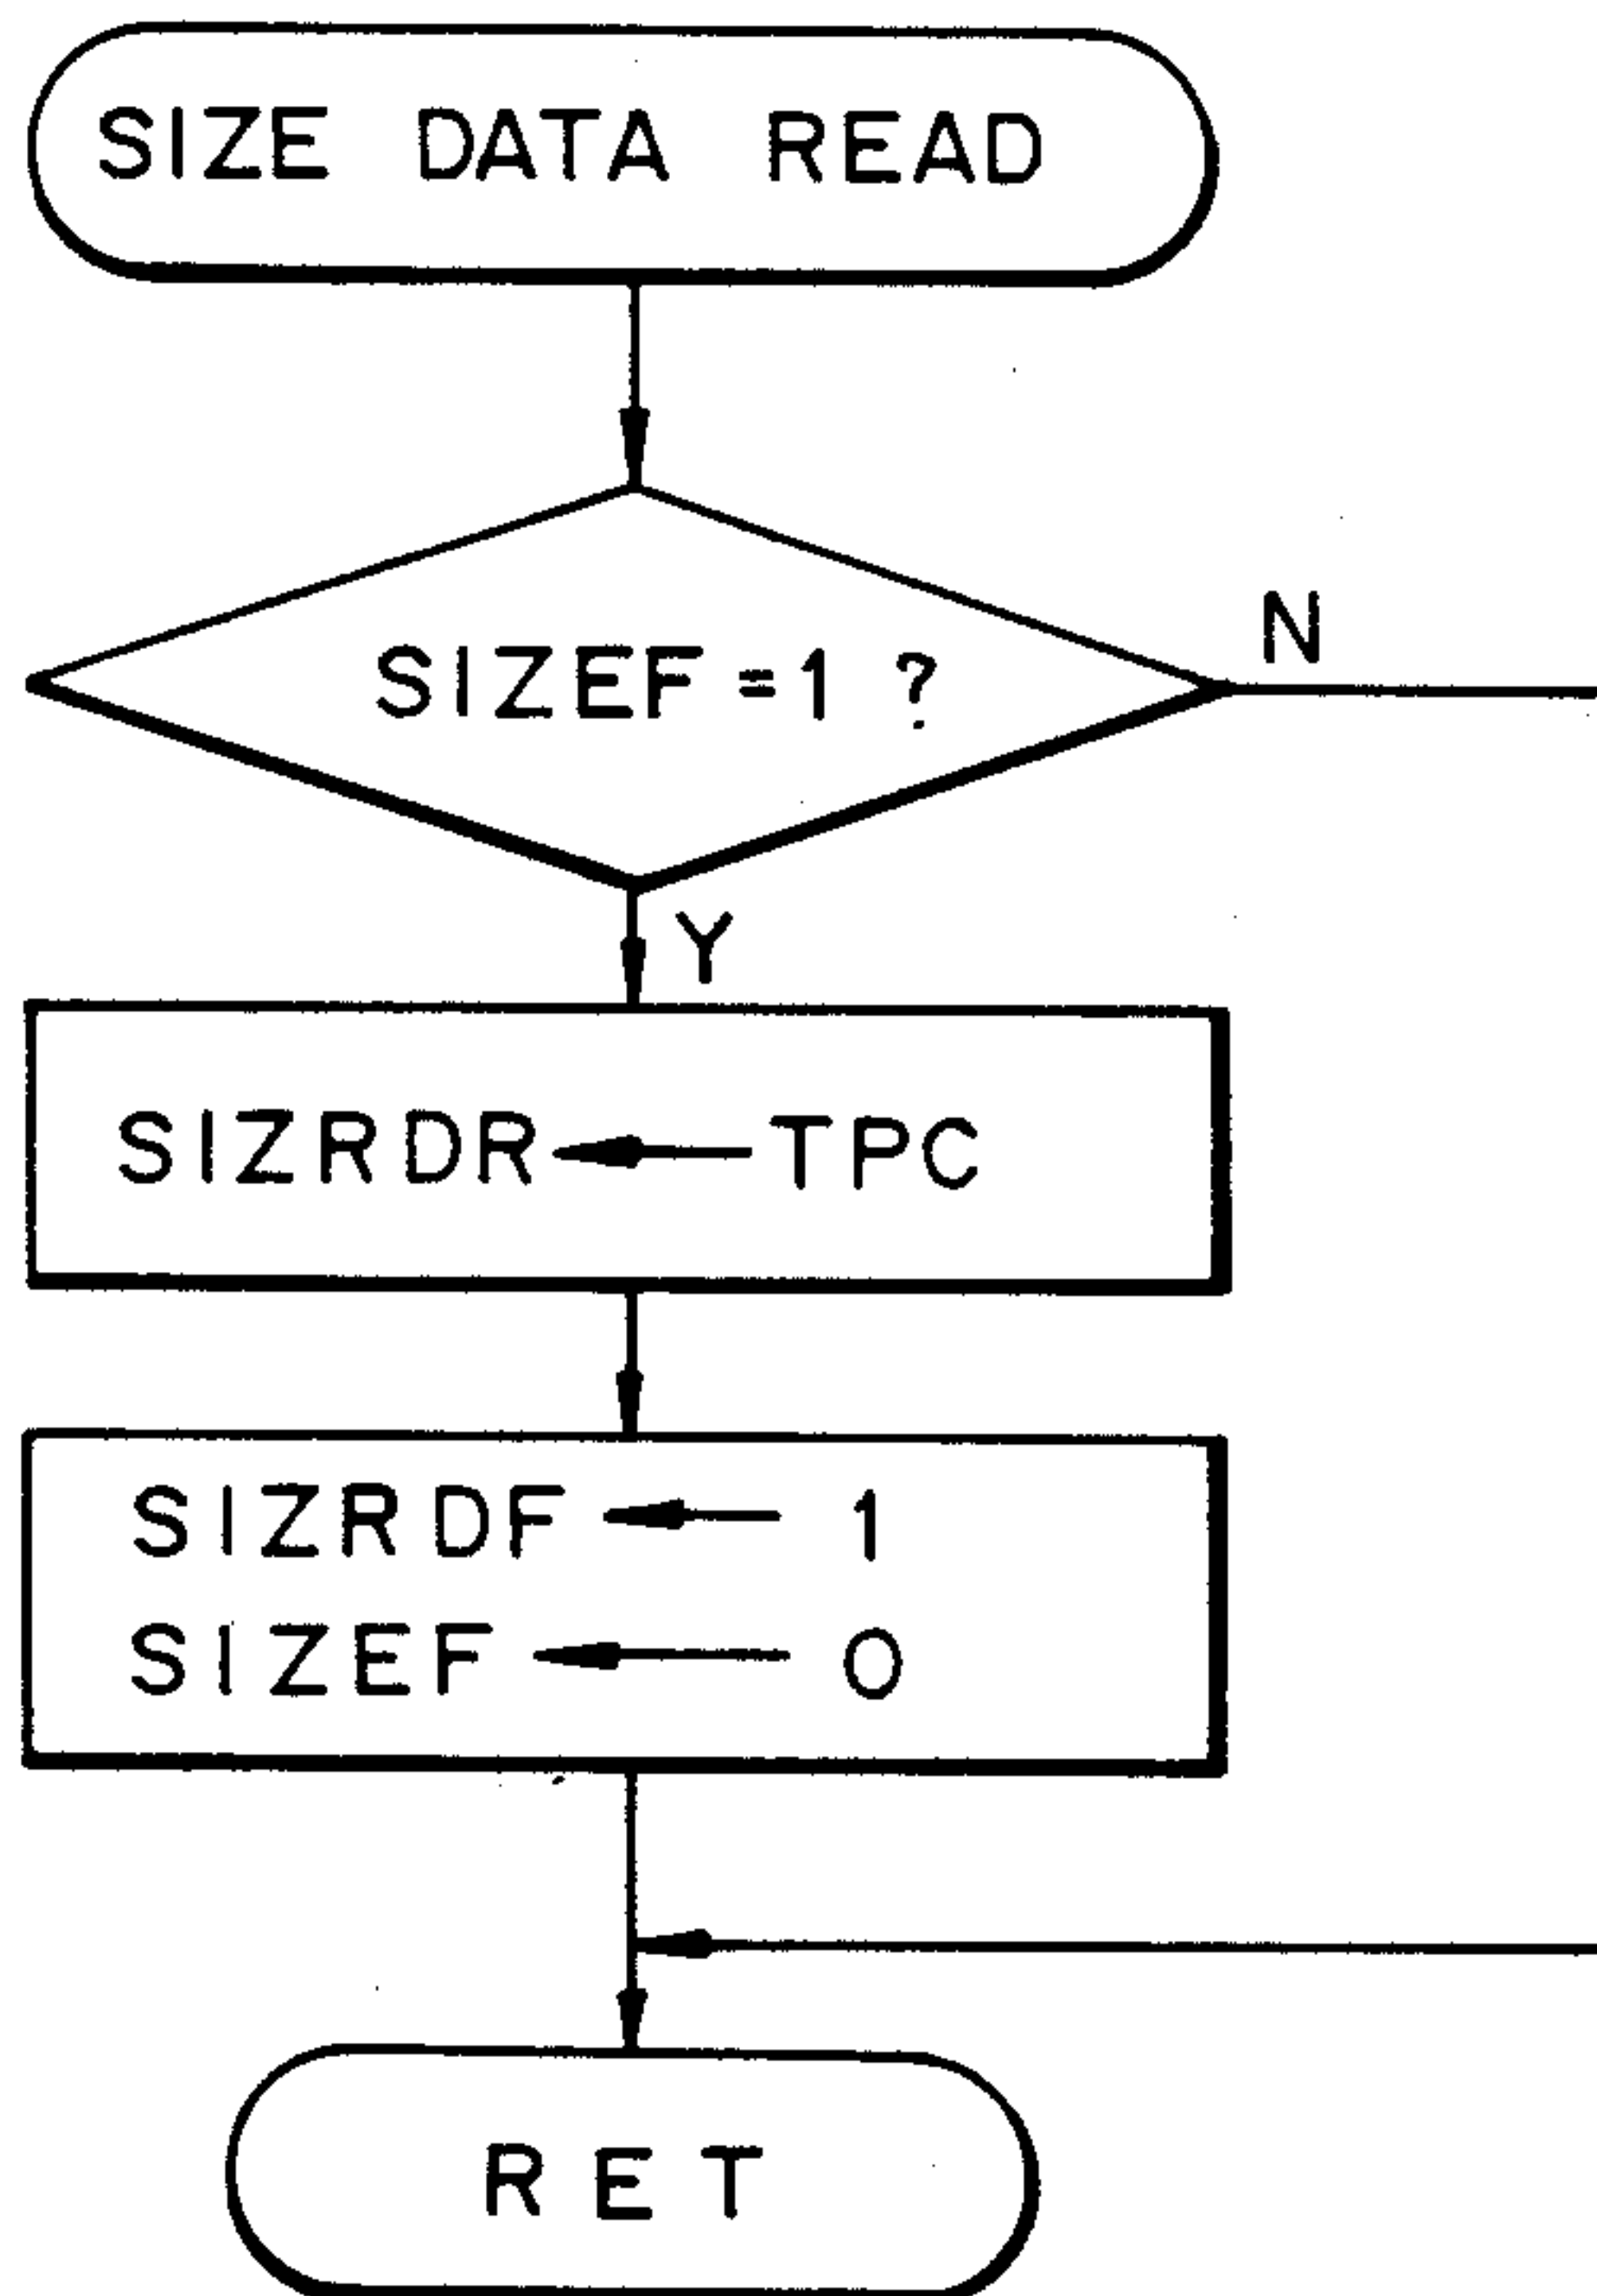 SIZE DATA READ
SIZEF=1?
N
Y
SIZRDR ← TPC
SIZRDF ← 1
SIZEF ← 0
RET